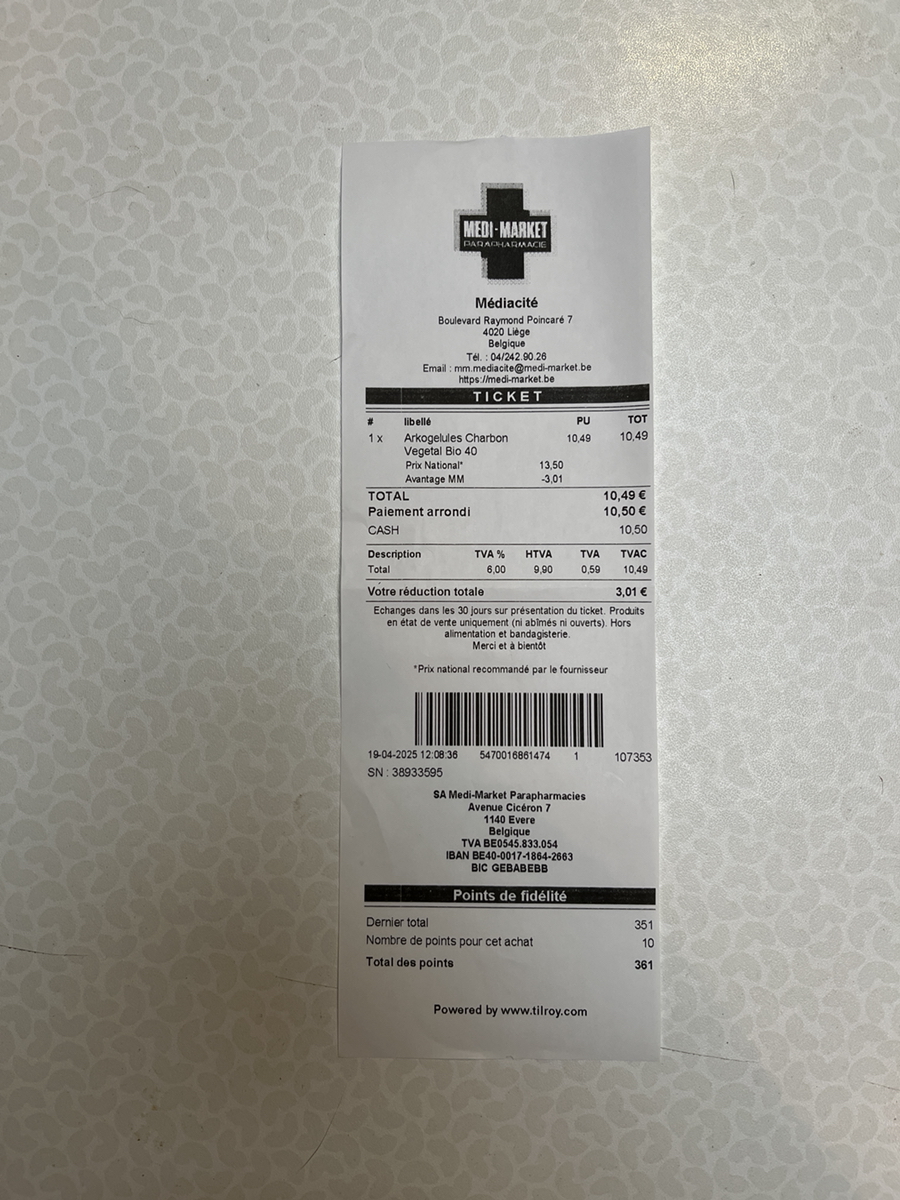 MEDI-MARKET
PARAPHARMACIE
Médiacité
Boulevard Raymond Poincaré 7
4020 Liège
Belgique
Tél. : 04/242.90.26
Email : mm.mediacite@medi-market.be
https://medi-market.be
TICKET
# libellé PU TOT
1 x Arkogelules Charbon 10,49 10,49
Vegetal Bio 40
Prix National* 13,50
Avantage MM -3,01
TOTAL 10,49 €
Paiement arrondi 10,50 €
CASH 10,50
Description TVA % HTVA TVA TVAC
Total 6,00 9,90 0,59 10,49
Votre réduction totale 3,01 €
Echanges dans les 30 jours sur présentation du ticket. Produits
en état de vente uniquement (ni abîmés ni ouverts). Hors
alimentation et bandagisterie.
Merci et à bientôt
*Prix national recommandé par le fournisseur
19-04-2025 12:08:36 5470016861474 1 107353
SN : 38933595
SA Medi-Market Parapharmacies
Avenue Cicéron 7
1140 Evere
Belgique
TVA BE0545.833.054
IBAN BE40-0017-1864-2663
BIC GEBABEBB
Points de fidélité
Dernier total 351
Nombre de points pour cet achat 10
Total des points 361
Powered by www.tilroy.com